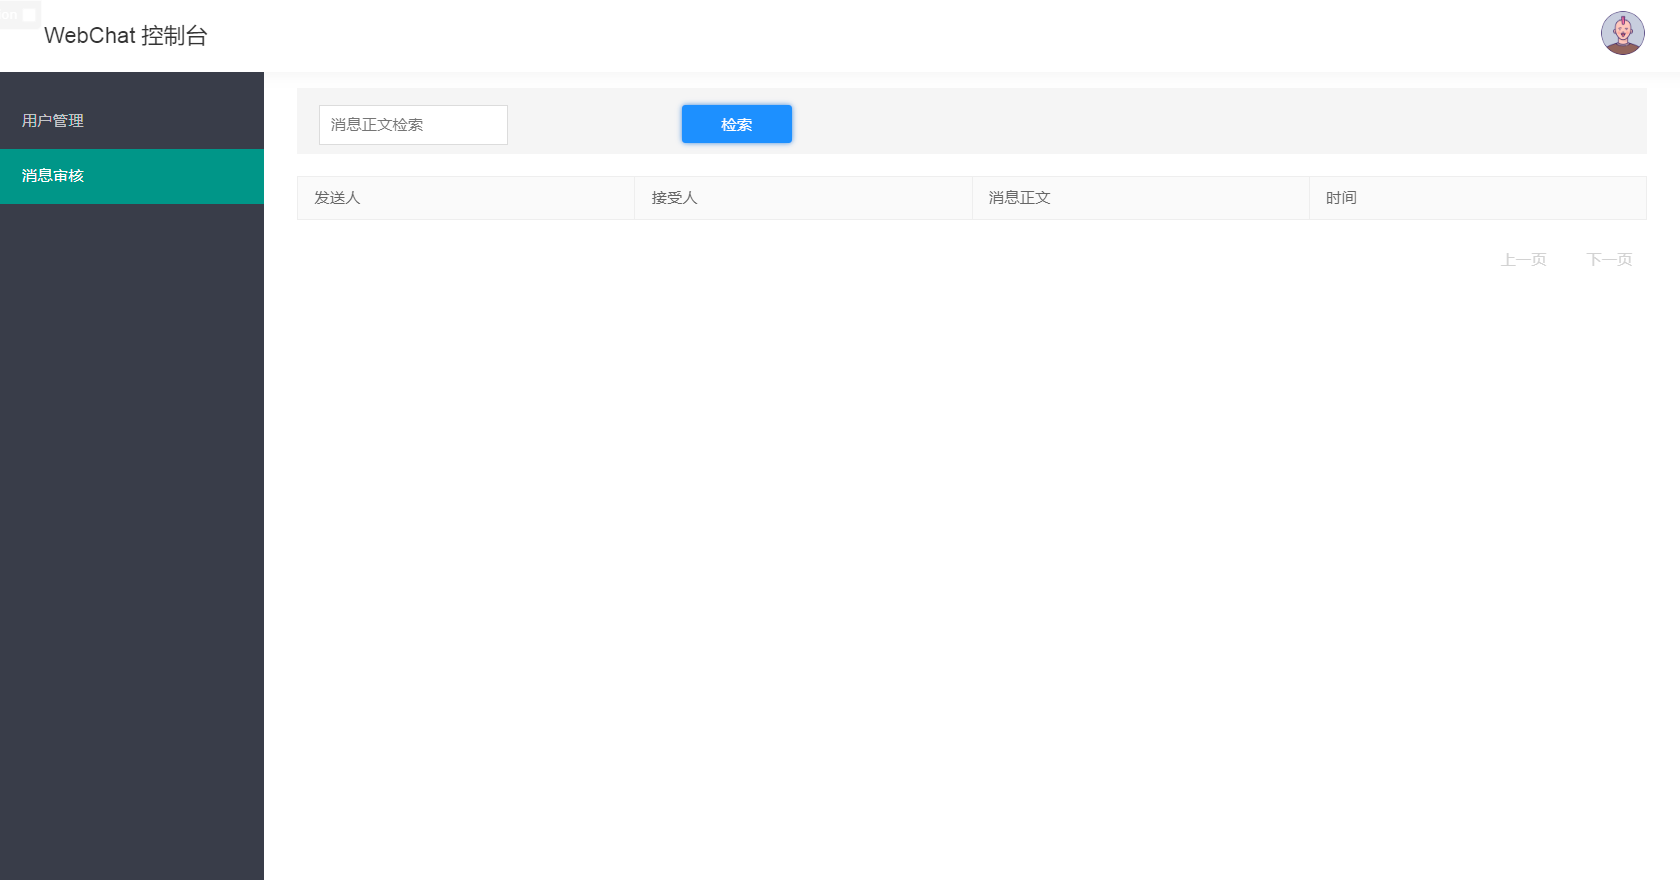 WebChat 控制台
用户管理
消息审核
消息正文检索
检索
发送人
接受人
消息正文
时间
上一页
下一页